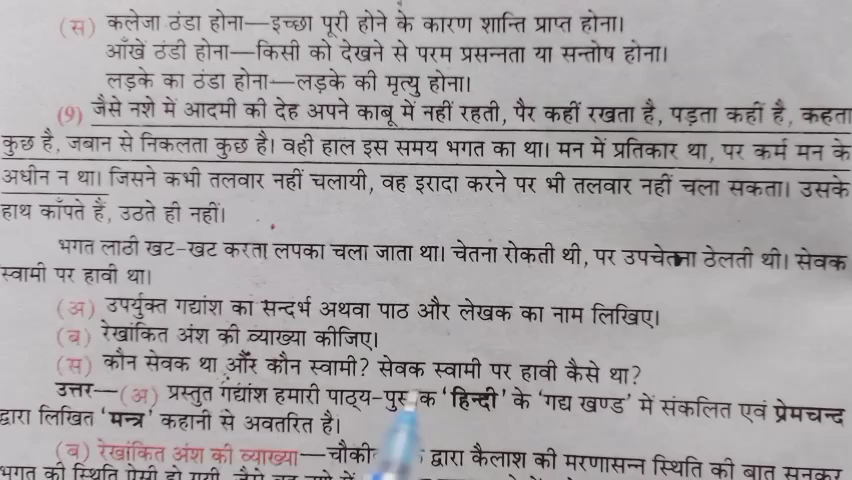 (स) कलेजा ठंडा होना—इच्छा पूरी होने के कारण शान्ति प्राप्त होना।
आँखें ठंडी होना—किसी को देखने से परम प्रसन्नता या सन्तोष होना।
लड़के का ठंडा होना—लड़के की मृत्यु होना।
(9) जैसे नशे में आदमी की देह अपने काबू में नहीं रहती, पैर कहीं रखता है, पड़ता कहीं है, कहता
कुछ है, जबान से निकलता कुछ है। वही हाल इस समय भगत का था। मन में प्रतिकार था, पर कर्म मन के
अधीन न था। जिसने कभी तलवार नहीं चलायी, वह इरादा करने पर भी तलवार नहीं चला सकता। उसके
हाथ काँपते हैं, उठते ही नहीं।
भगत लाठी खट-खट करता लपका चला जाता था। चेतना रोकती थी, पर उपचेतना ठेलती थी। सेवक
स्वामी पर हावी था।
(अ) उपर्युक्त गद्यांश का सन्दर्भ अथवा पाठ और लेखक का नाम लिखिए।
(ब) रेखांकित अंश की व्याख्या कीजिए।
(स) कौन सेवक था और कौन स्वामी? सेवक स्वामी पर हावी कैसे था?
उत्तर—(अ) प्रस्तुत गद्यांश हमारी पाठ्य-पुस्तक 'हिन्दी' के 'गद्य खण्ड' में संकलित एवं प्रेमचन्द
द्वारा लिखित 'मन्त्र' कहानी से अवतरित है।
(ब) रेखांकित अंश की व्याख्या—द्वारा कैलाश की मरणासन्न स्थिति की बात सुनकर
भगत की स्थिति ऐसी हो गयी, जैसे